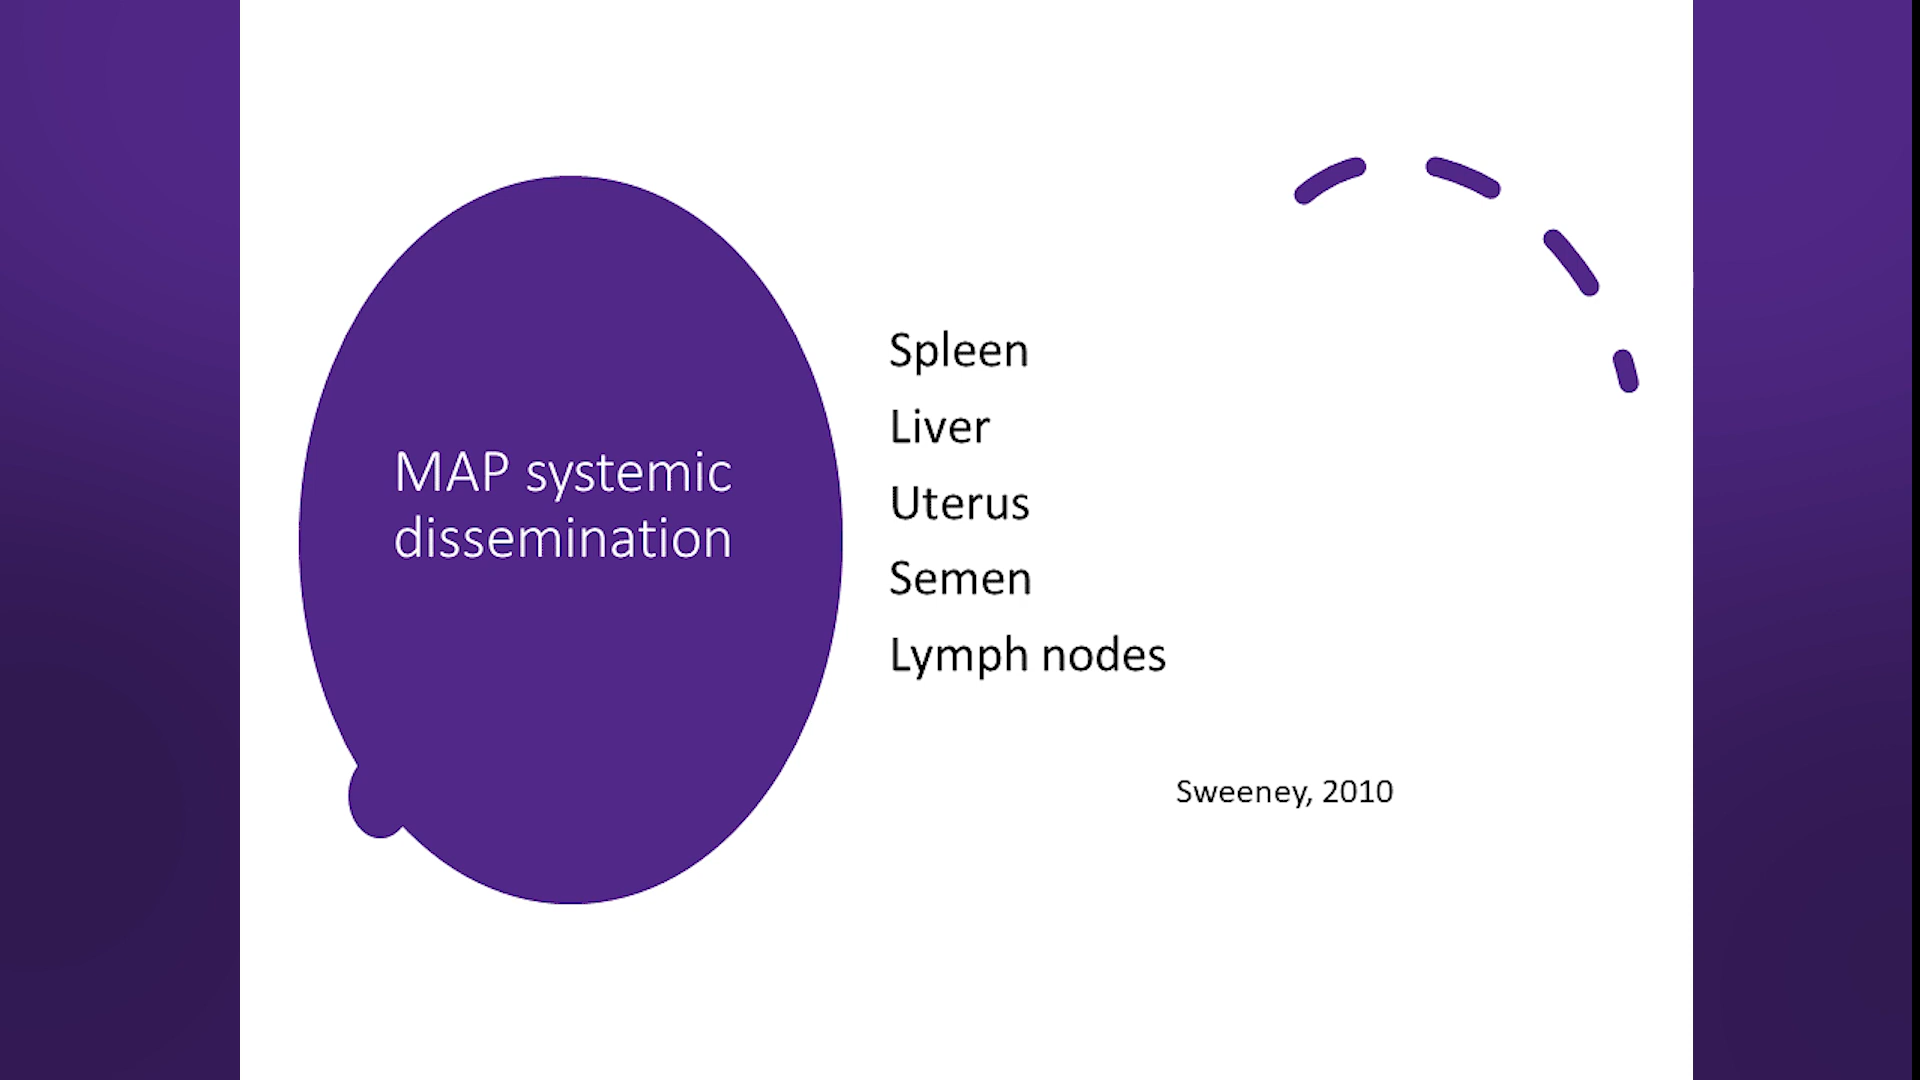 MAP systemic
dissemination
Spleen
Liver
Uterus
Semen
Lymph nodes
Sweeney, 2010